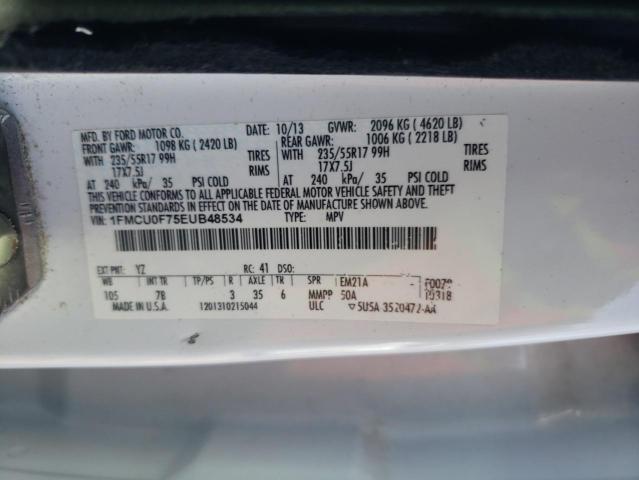 MFD. BY FORD MOTOR CO. 10/13 GVWR: 2096 KG ( 4620 LB)
FRONT GAWR: 1098 KG ( 2420 LB) REAR GAWR: 1006 KG ( 2218 LB)
WITH 235/55R17 99H TIRES WITH 235/55R17 99H TIRES
17X7.5J RIMS 17X7.5J RIMS
AT 240 kPa/ 35 PSI COLD AT 240 kPa/ 35 PSI COLD
THIS VEHICLE CONFORMS TO ALL APPLICABLE FEDERAL MOTOR VEHICLE SAFETY AND THEFT
PREVENTION STANDARDS IN EFFECT ON THE DATE OF MANUFACTURE SHOWN ABOVE.
VIN: 1FMCU0F75EUB48534 TYPE: MPV
EXT PNT: YZ RC: 41 DSO:
WB INT TR TP/PS R AXLE TR SPR EM21A
105 7B 3 35 6 MMPP 50A
MADE IN U.S.A. 1201310215044 ULC 5U5A 3520472-AA